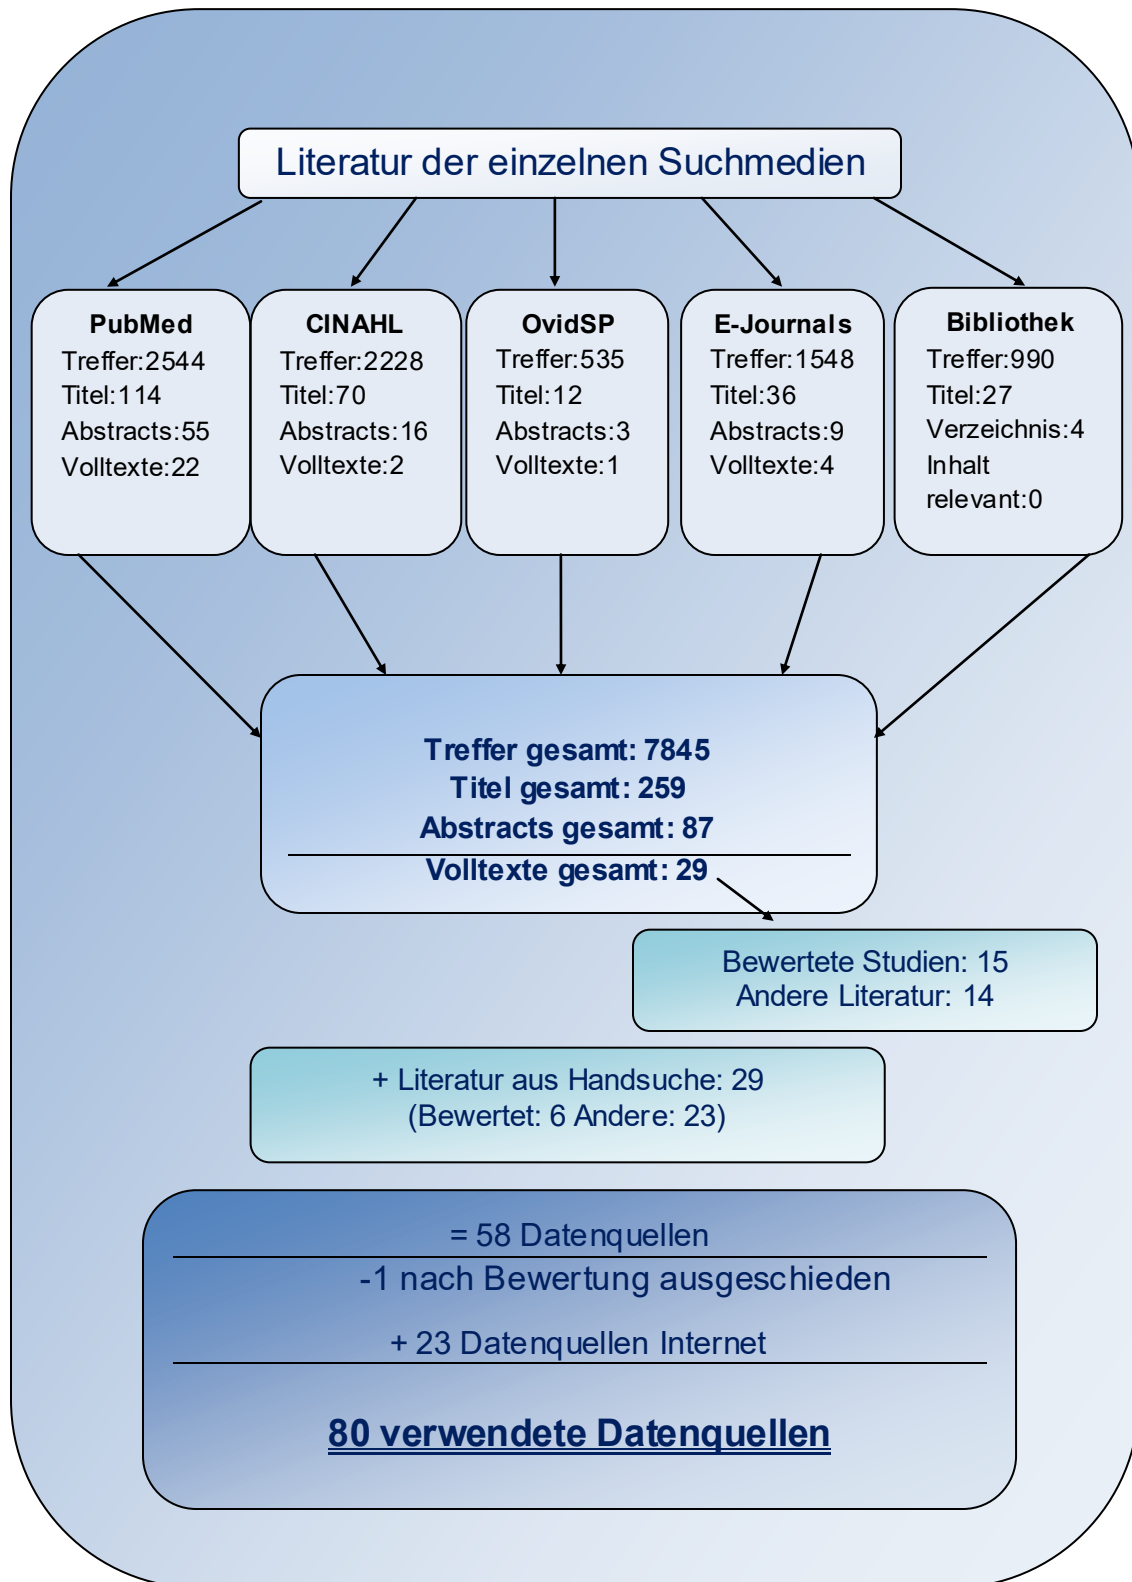 Literatur der einzelnen Suchmedien
PubMed
Treffer:2544
Titel:114
Abstracts:55
Volltexte:22
CINAHL
Treffer:2228
Titel:70
Abstracts:16
Volltexte:2
OvidSP
Treffer:535
Titel:12
Abstracts:3
Volltexte:1
E-Journals
Treffer:1548
Titel:36
Abstracts:9
Volltexte:4
Bibliothek
Treffer:990
Titel:27
Verzeichnis:4
Inhalt
relevant:0
Treffer gesamt: 7845
Titel gesamt: 259
Abstracts gesamt: 87
Volltexte gesamt: 29
Bewertete Studien: 15
Andere Literatur: 14
+ Literatur aus Handsuche: 29
(Bewertet: 6 Andere: 23)
= 58 Datenquellen
-1 nach Bewertung ausgeschieden
+ 23 Datenquellen Internet
80 verwendete Datenquellen